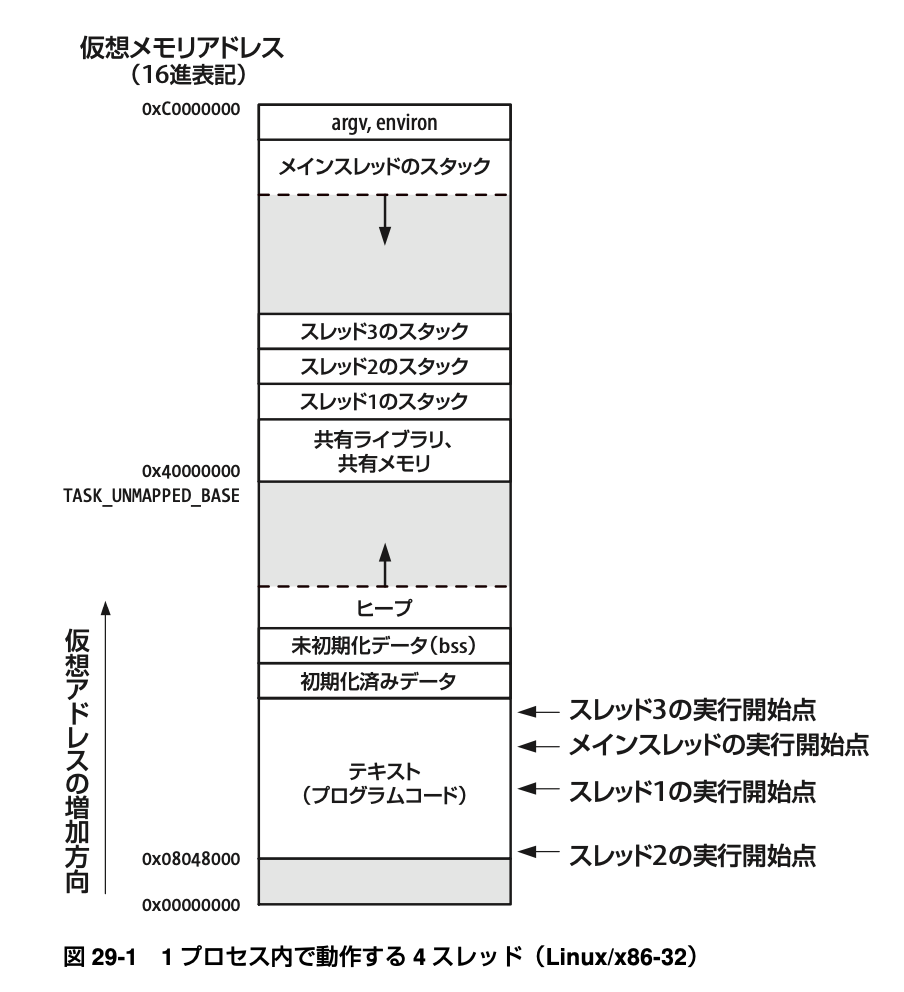 仮想メモリアドレス
（16進表記）
0xC0000000
argv, environ
メインスレッドのスタック
スレッド3のスタック
スレッド2のスタック
スレッド1のスタック
共有ライブラリ、
共有メモリ
0x40000000
TASK_UNMAPPED_BASE
ヒープ
未初期化データ（bss）
初期化済みデータ
テキスト
（プログラムコード）
スレッド3の実行開始点
メインスレッドの実行開始点
スレッド1の実行開始点
スレッド2の実行開始点
0x08048000
0x00000000
仮想アドレスの増加方向
図 29-1　1 プロセス内で動作する 4 スレッド（Linux/x86-32）